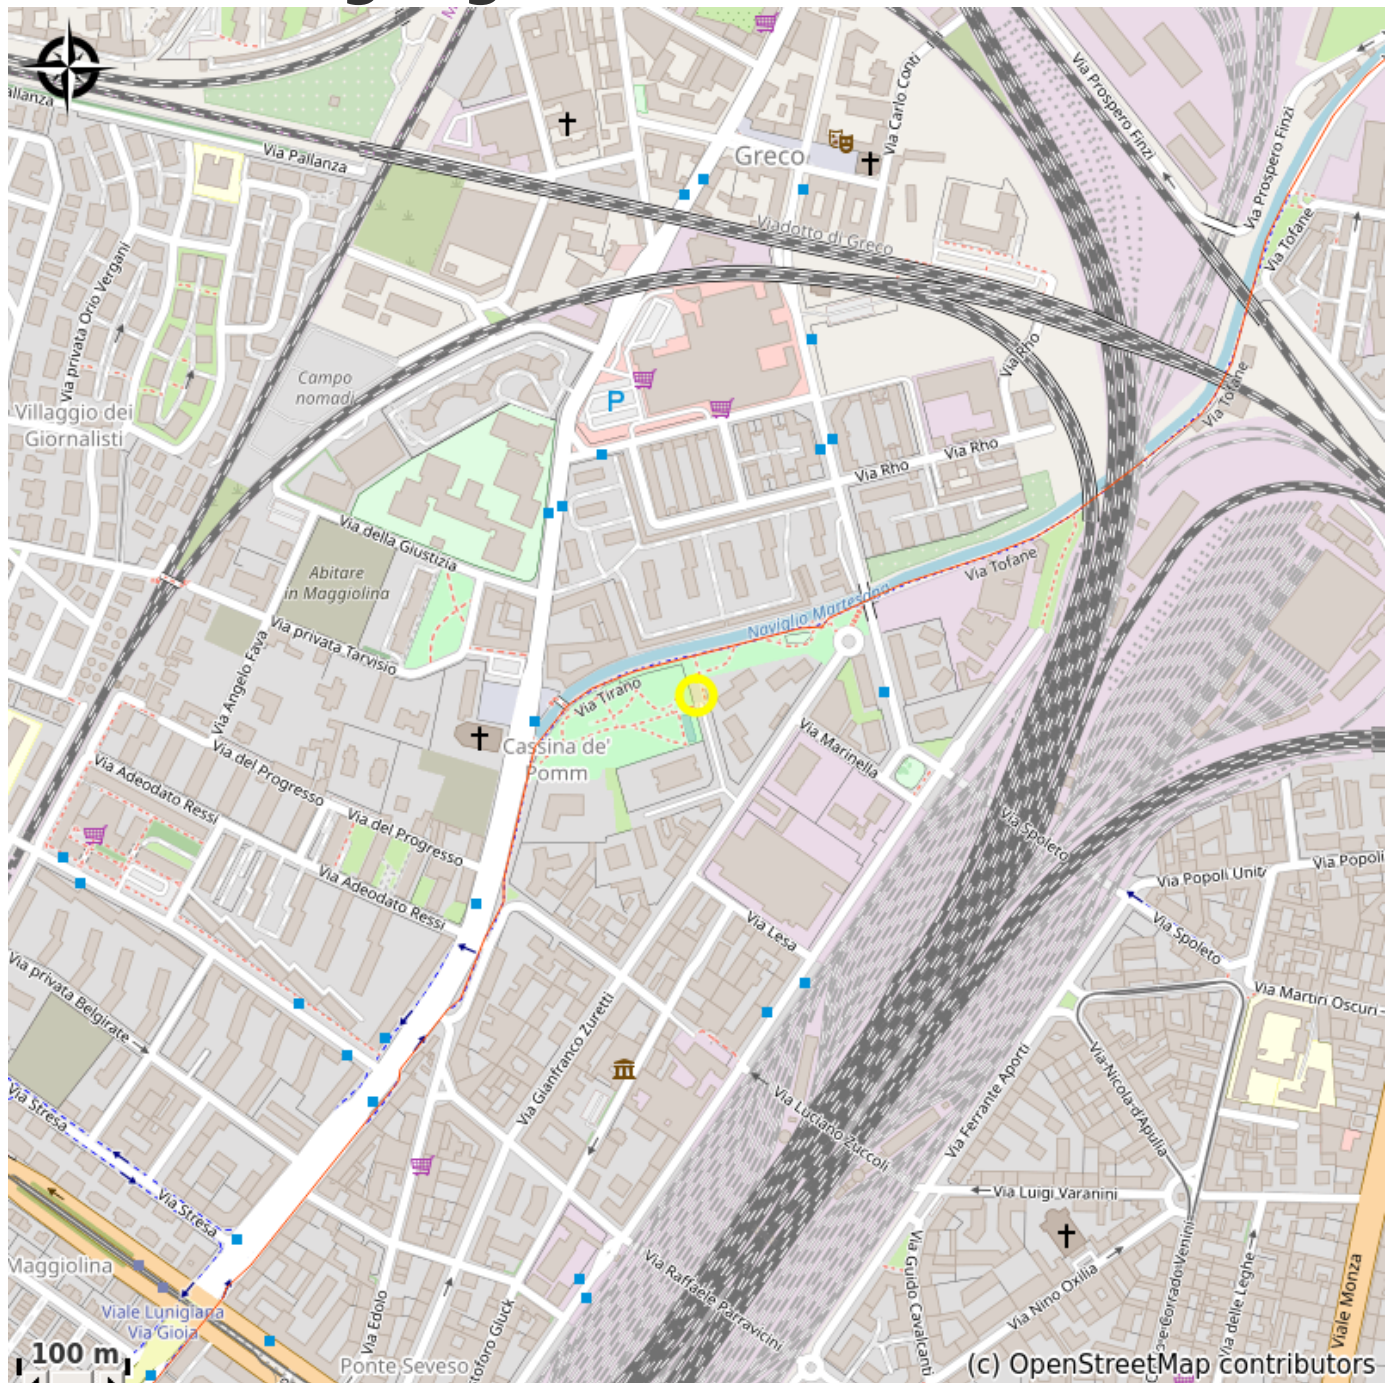 Via Pallanza
allanza
Greco
Via Carlo Conti
Via Prospero Finzi
Via Prospero Finzi
Via Tofane
Viadotto di Greco
Via privata Orio Vergani
Campo
nomadi
Villaggio dei
Giornalisti
P
Via Rho
Via Rho
Via Rho
Via Tofane
Via della Giustizia
Abitare
in Maggiolina
Via Tofane
Naviglio Martesana
Via privata Tarvisio
Via Angelo Fava
Via Tirano
Cassina de'
Pomm
Via Marinella
Via del Progresso
Via Adeodato Ressi
Via del Progresso
Via Adeodato Ressi
Via Spoleto
Via Popoli Uniti
Via Popoli
Via Lesa
Via Spoleto
Via Martiri Oscuri
Via privata Belgirate
Via Gianfranco Zuretti
Via Ferrante Aporti
Via Nicola d'Apulia
Via Luciano Zuccoli
Via Stresa
Via Stresa
Via Luigi Varanini
Maggiolina
Viale Lunigiana
Via Gioia
Via Edolo
stoforo Gluck
Via Raffaele Parravicini
Via Guido Cavalcanti
Via Nino Oxilia
se Corrado Venini
Via delle Leghe
Viale Monza
Ponte Seveso
100 m
(c) OpenStreetMap contributors